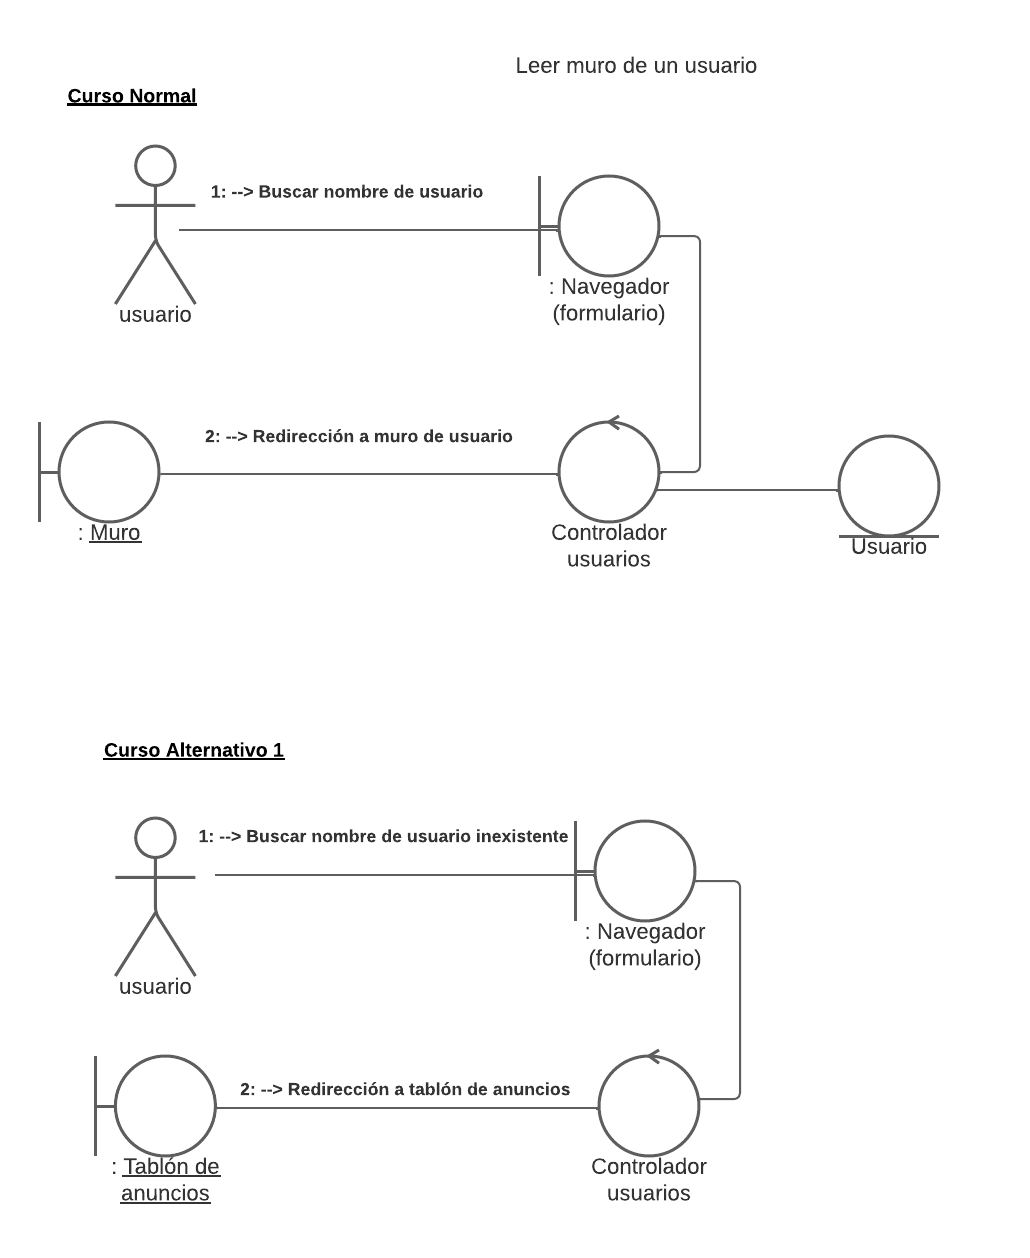 Leer muro de un usuario
Curso Normal
1: --> Buscar nombre de usuario
: Navegador
(formulario)
usuario
2: --> Redirección a muro de usuario
: Muro
Controlador
usuarios
Usuario
Curso Alternativo 1
1: --> Buscar nombre de usuario inexistente
: Navegador
(formulario)
usuario
2: --> Redirección a tablón de anuncios
: Tablón de
anuncios
Controlador
usuarios